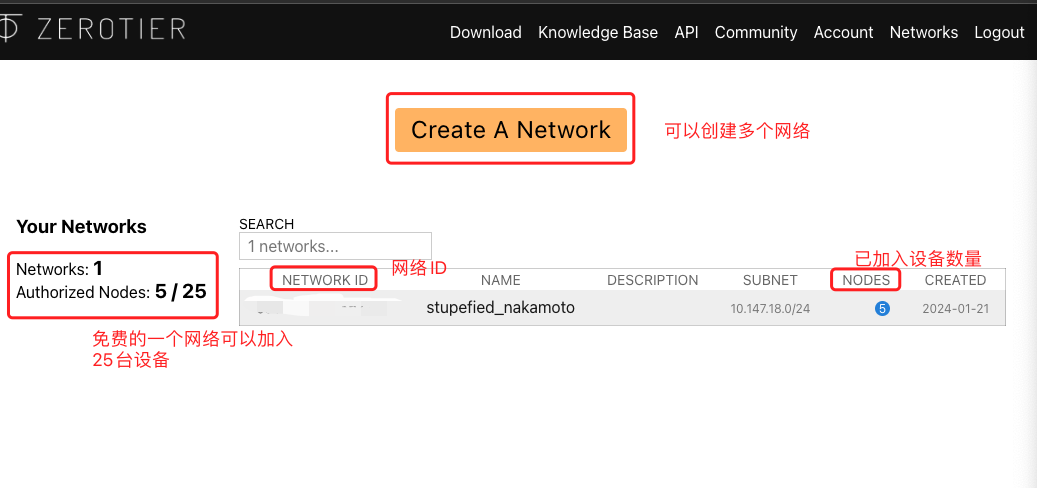 ZEROTIER
Download Knowledge Base API Community Account Networks Logout
Create A Network
可以创建多个网络
Your Networks
SEARCH
1 networks...
Networks: 1
Authorized Nodes: 5 / 25
网络ID
已加入设备数量
NETWORK ID NAME DESCRIPTION SUBNET NODES CREATED
stupefied_nakamoto 10.147.18.0/24 5 2024-01-21
免费的一个网络可以加入
25台设备